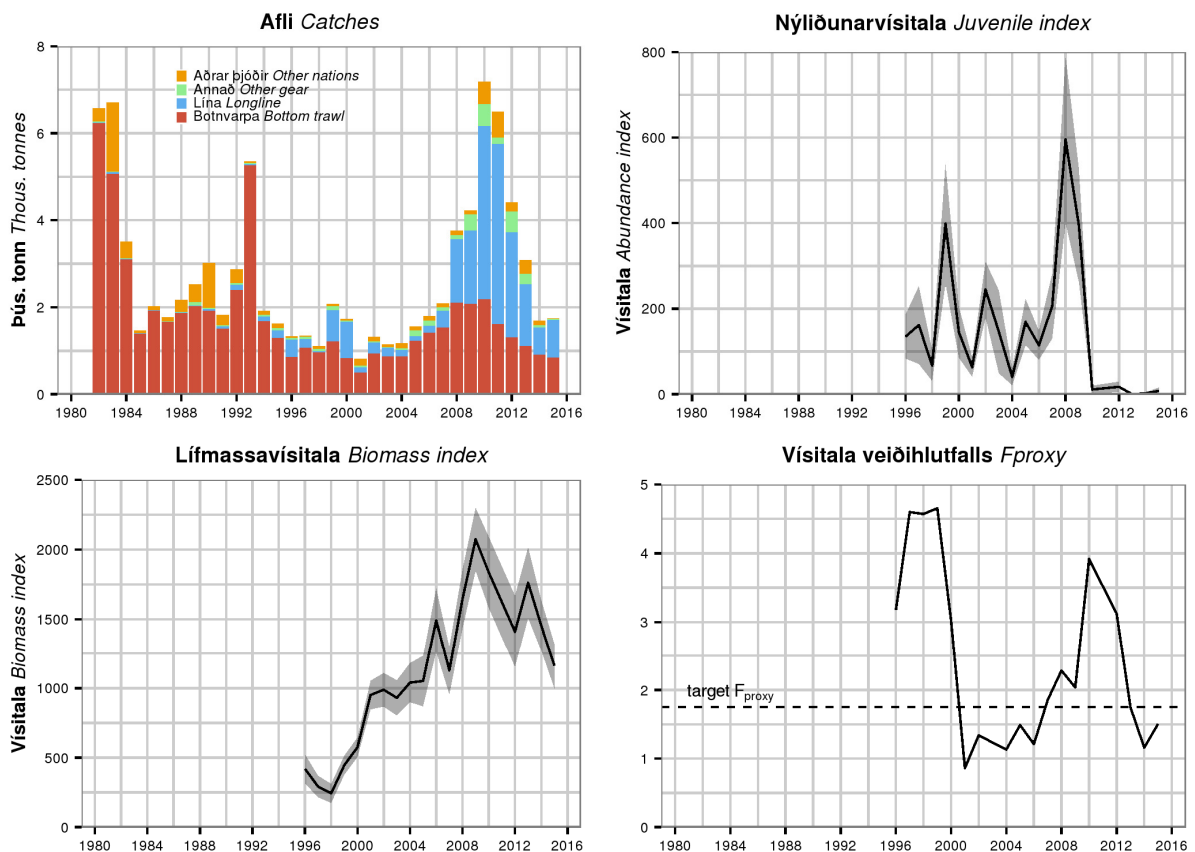 Afli Catches
Þús. tonn Thous. tonnes
8
6
4
2
0
Aðrar þjóðir Other nations
Annað Other gear
Lína Longline
Botnvarpa Bottom trawl
1980 1984 1988 1992 1996 2000 2004 2008 2012 2016
Nýliðunarvísitala Juvenile index
Vísitala Abundance index
800
600
400
200
0
1980 1984 1988 1992 1996 2000 2004 2008 2012 2016
Lífmassavísitala Biomass index
Vísitala Biomass index
2500
2000
1500
1000
500
0
1980 1984 1988 1992 1996 2000 2004 2008 2012 2016
Vísitala veiðihlutfalls Fproxy
5
4
3
2
1
0
target Fproxy
1980 1984 1988 1992 1996 2000 2004 2008 2012 2016